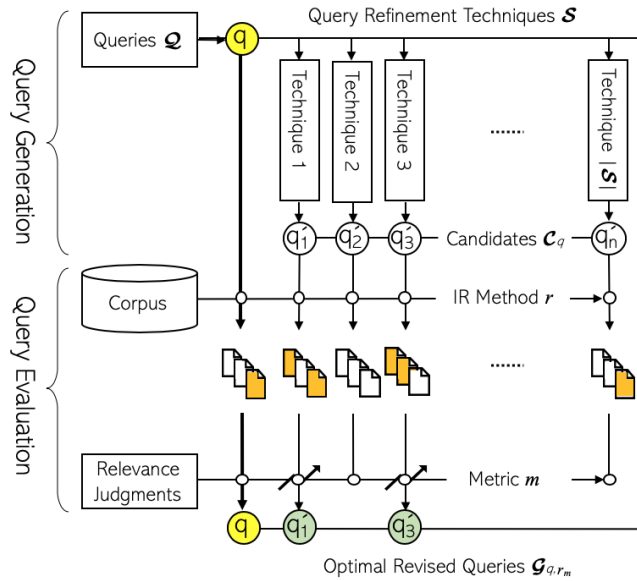 Query Refinement Techniques 𝓢
Queries 𝓠
q
Query Generation
Technique 1
Technique 2
Technique 3
......
Technique |𝓢|
q´1
q´2
q´3
Candidates 𝓒q
q´n
Query Evaluation
Corpus
IR Method r
......
Relevance
Judgments
Metric m
q
q´1
q´3
Optimal Revised Queries 𝓖q,rm